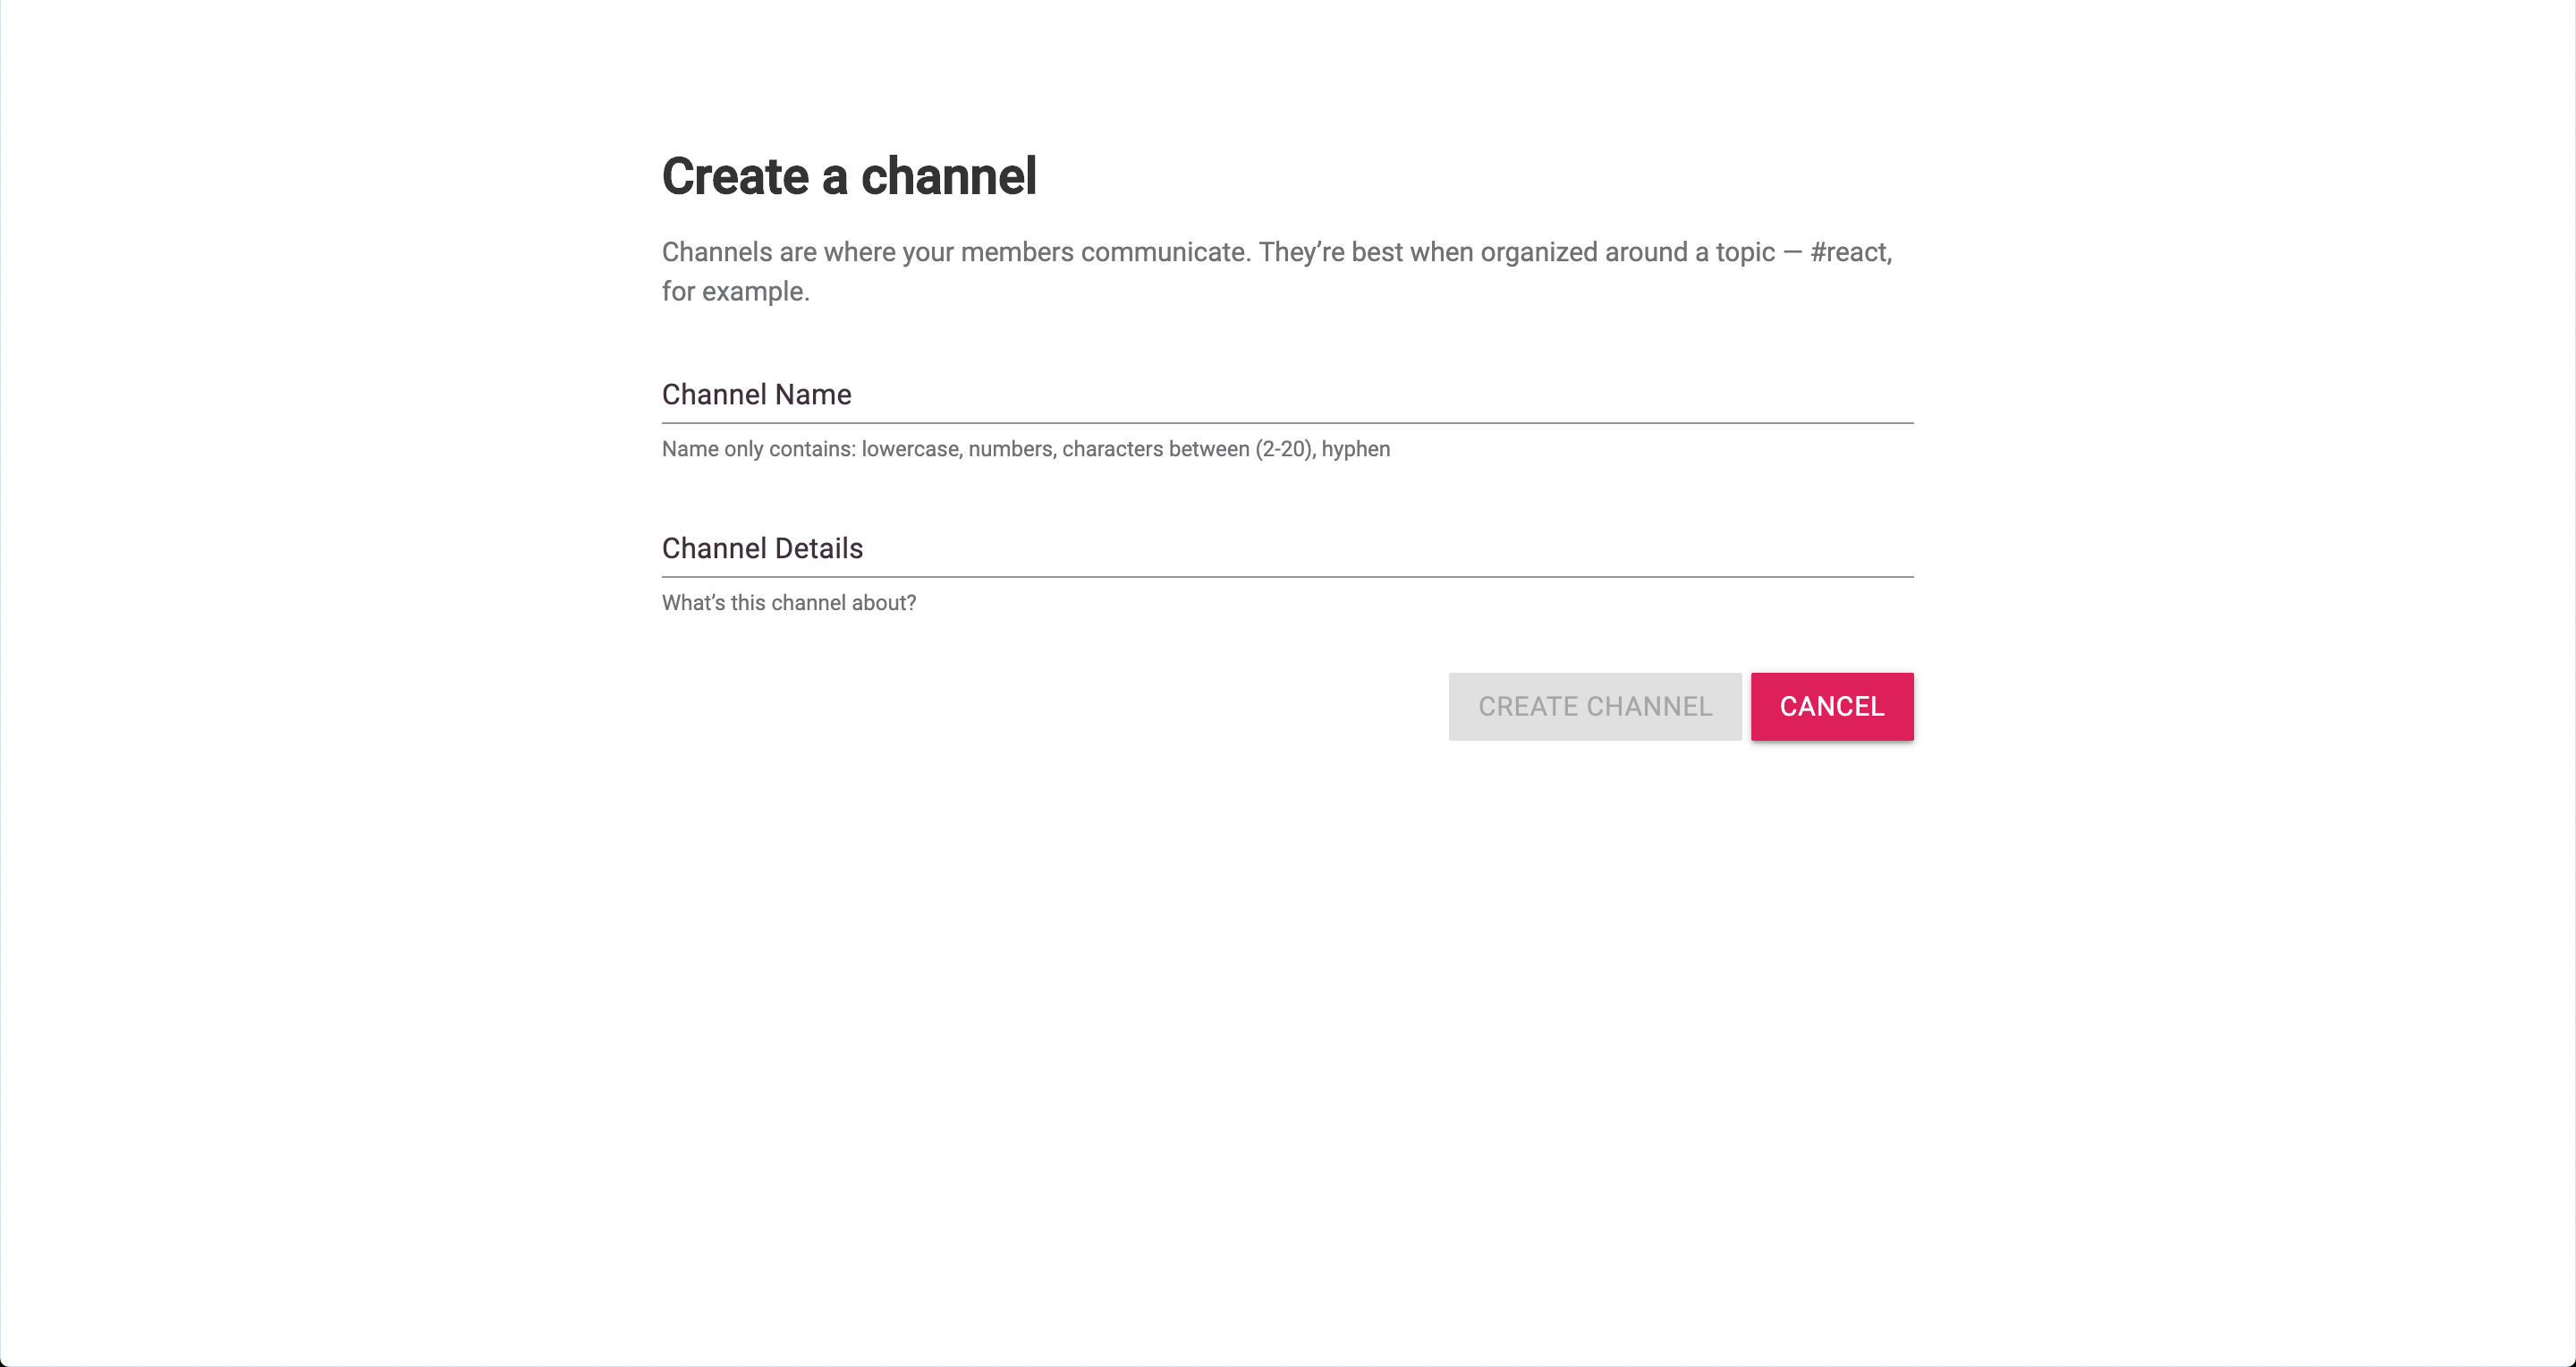 Create a channel
Channels are where your members communicate. They’re best when organized around a topic — #react,
for example.
Channel Name
Name only contains: lowercase, numbers, characters between (2-20), hyphen
Channel Details
What’s this channel about?
CREATE CHANNEL CANCEL